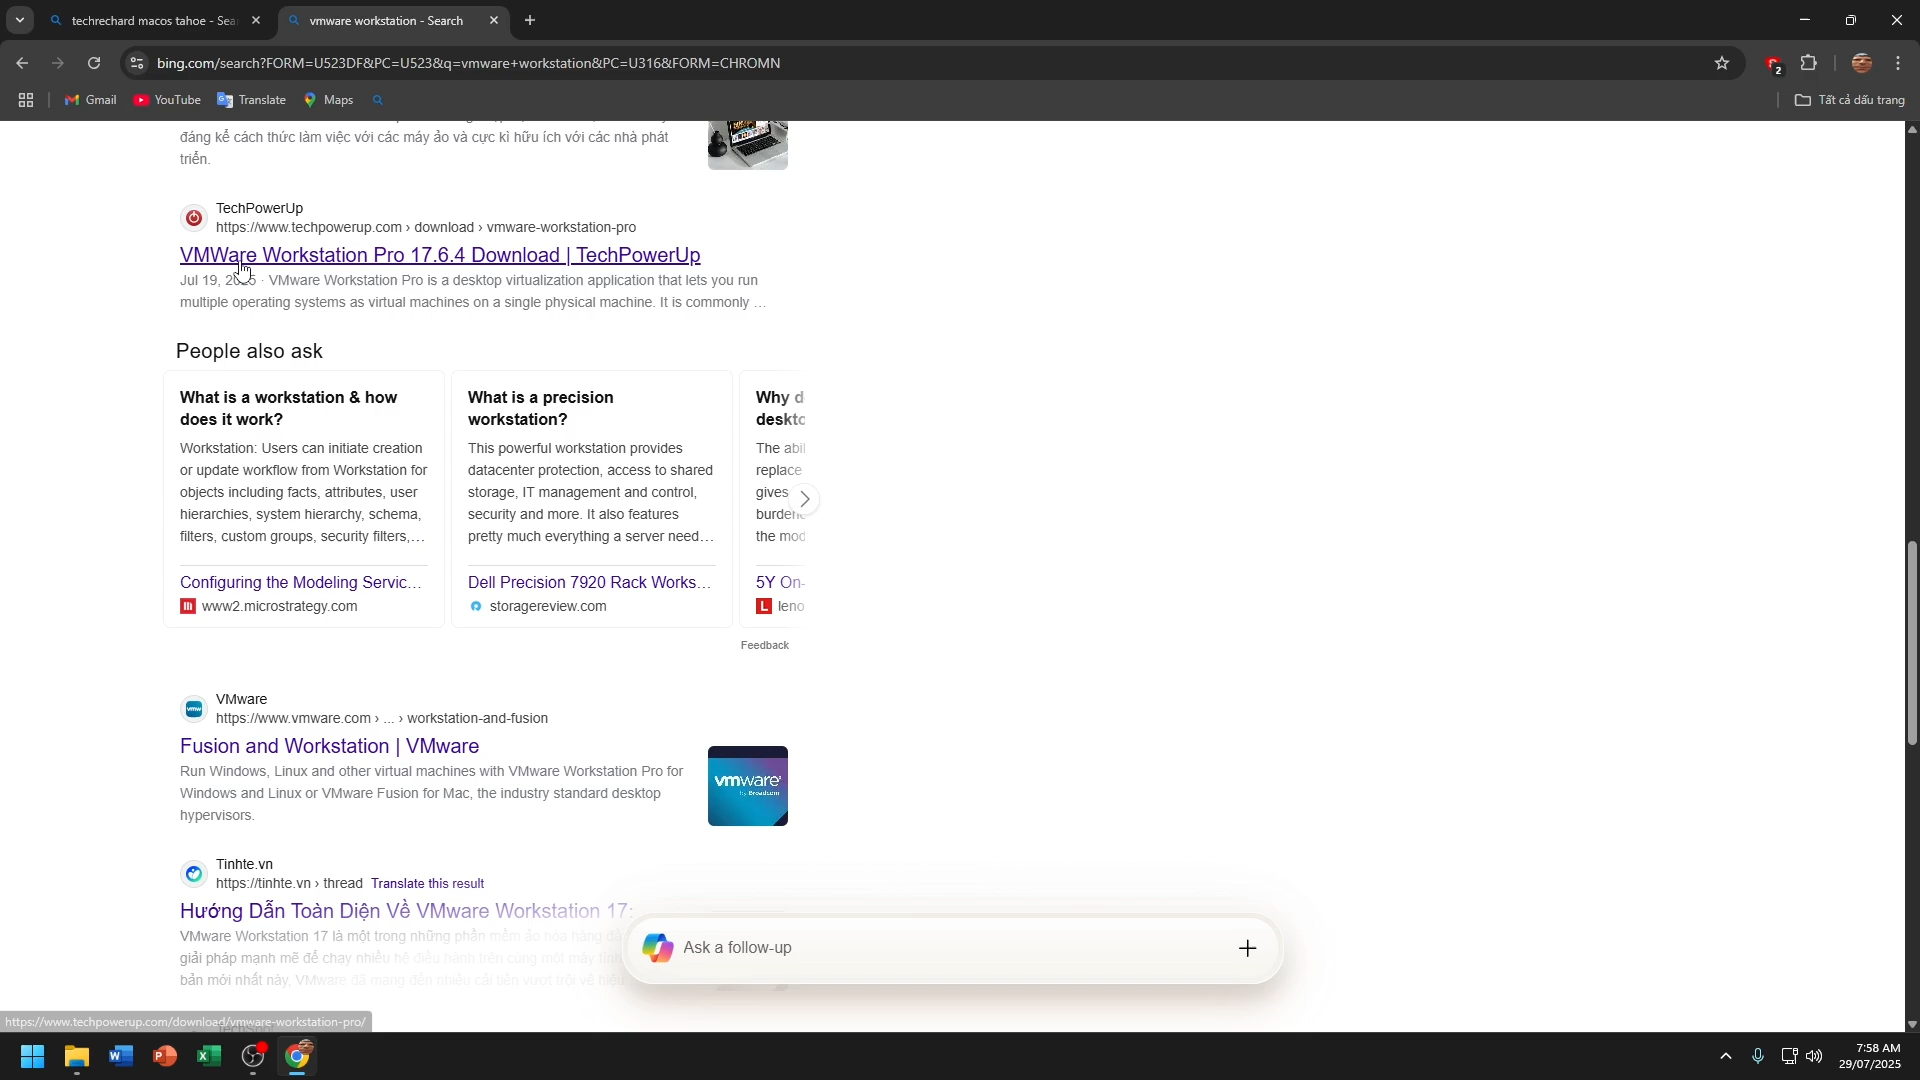 techrechard macos tahoe - Sea
vmware workstation - Search
bing.com/search?FORM=U523DF&PC=U523&q=vmware+workstation&PC=U316&FORM=CHROMN
2
Gmail
YouTube
Translate
Maps
Tất cả dấu trang
đáng kể cách thức làm việc với các máy ảo và cực kì hữu ích với các nhà phát
triển.
TechPowerUp
https://www.techpowerup.com › download › vmware-workstation-pro
VMWare Workstation Pro 17.6.4 Download | TechPowerUp
Jul 19, 2025 · VMware Workstation Pro is a desktop virtualization application that lets you run
multiple operating systems as virtual machines on a single physical machine. It is commonly ...
People also ask
What is a workstation & how
does it work?
Workstation: Users can initiate creation
or update workflow from Workstation for
objects including facts, attributes, user
hierarchies, system hierarchy, schema,
filters, custom groups, security filters,...
Configuring the Modeling Servic...
www2.microstrategy.com
What is a precision
workstation?
This powerful workstation provides
datacenter protection, access to shared
storage, IT management and control,
security and more. It also features
pretty much everything a server need...
Dell Precision 7920 Rack Works...
storagereview.com
Why d
deskto
The abil
replace
gives
burden
the mod
5Y On-
leno
Feedback
VMware
https://www.vmware.com › ... › workstation-and-fusion
Fusion and Workstation | VMware
Run Windows, Linux and other virtual machines with VMware Workstation Pro for
Windows and Linux or VMware Fusion for Mac, the industry standard desktop
hypervisors.
vmware
by Broadcom
Tinhte.vn
https://tinhte.vn › thread Translate this result
Hướng Dẫn Toàn Diện Về VMware Workstation 17:
VMware Workstation 17 là một trong những phần mềm ảo hóa hàng đầ
giải pháp mạnh mẽ để chạy nhiều hệ điều hành trên cùng một máy tính
bản mới nhất này, VMware đã mang đến nhiều cải tiến vượt trội về hiệu
Ask a follow-up
https://www.techpowerup.com/download/vmware-workstation-pro/
7:58 AM
29/07/2025